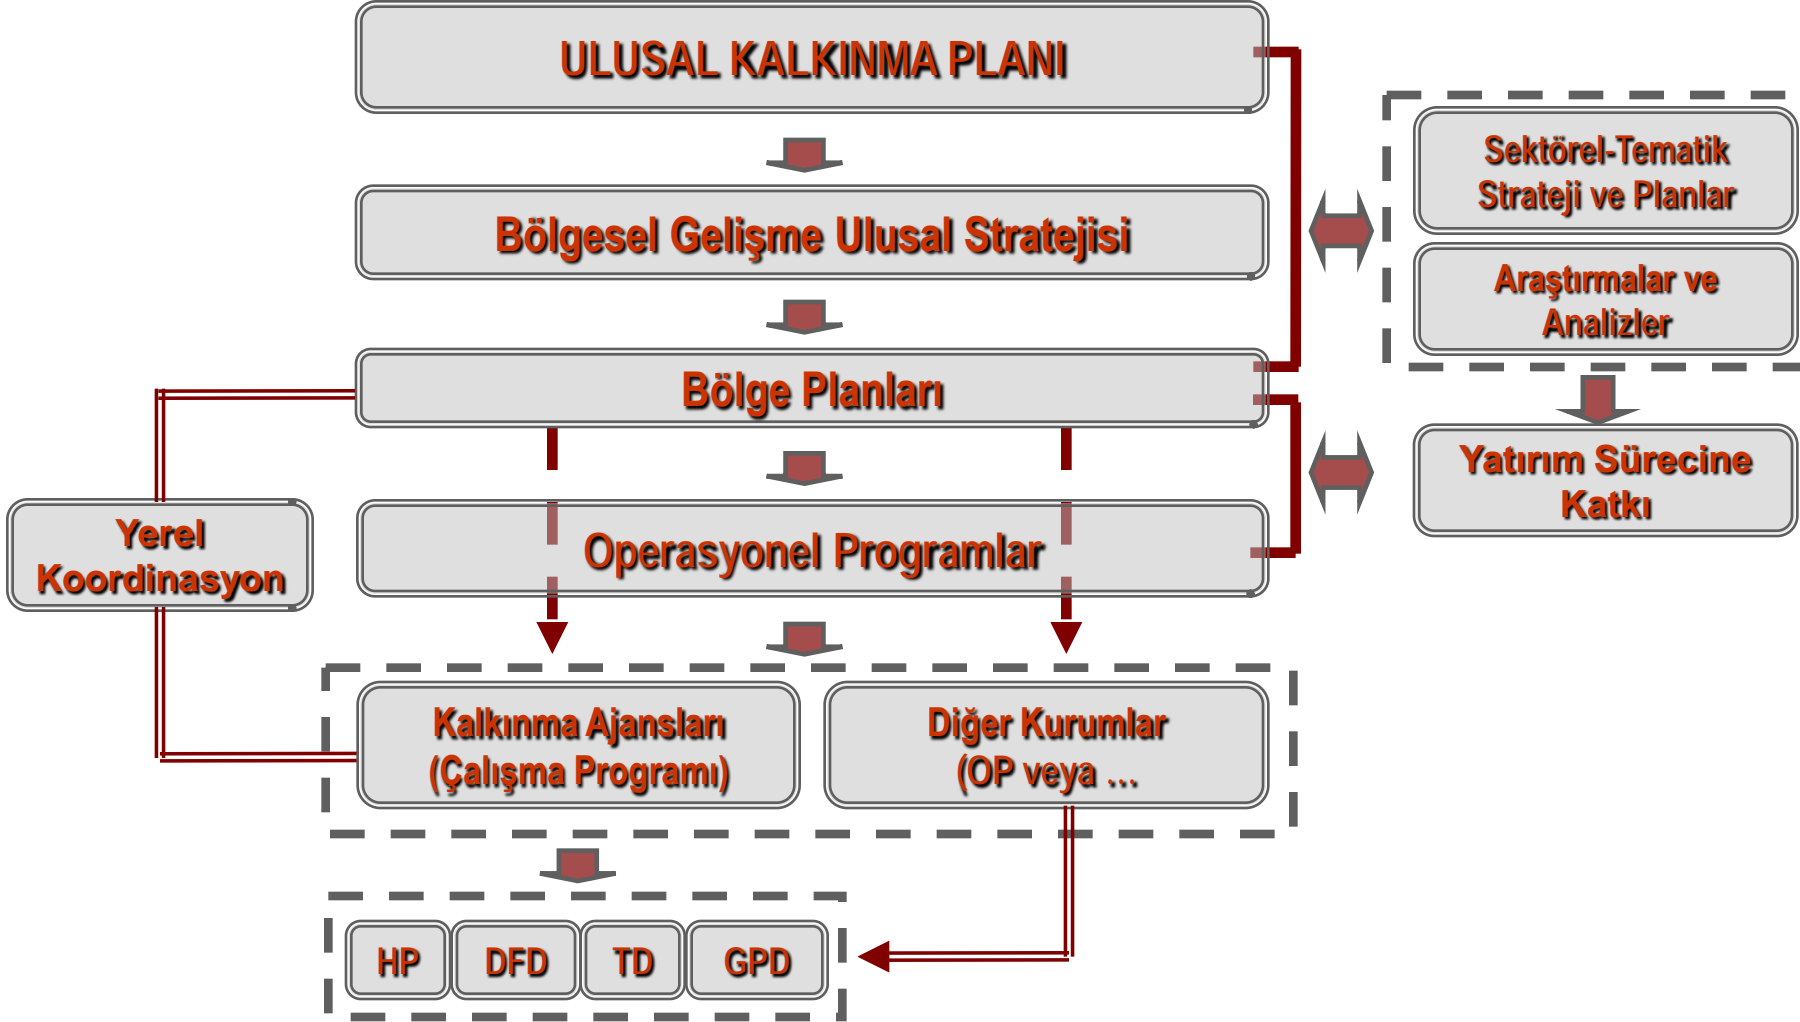 ULUSAL KALKINMA PLANI
Sektörel-Tematik
Strateji ve Planlar
Bölgesel Gelişme Ulusal Stratejisi
Araştırmalar ve
Analizler
Bölge Planları
Yatırım Sürecine
Katkı
Yerel
Koordinasyon
Operasyonel Programlar
Kalkınma Ajansları
(Çalışma Programı)
Diğer Kurumlar
(OP veya ...
HP
DFD
TD
GPD